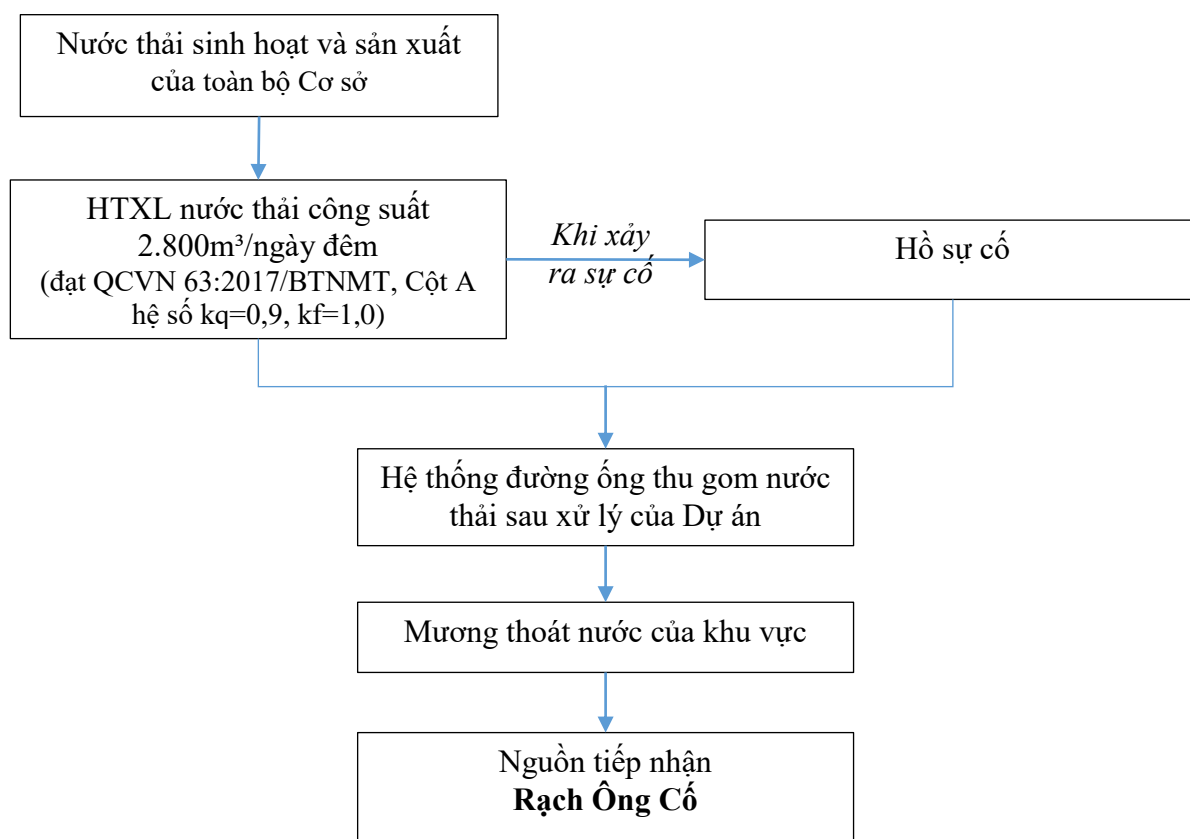 Nước thải sinh hoạt và sản xuất
của toàn bộ Cơ sở
HTXL nước thải công suất
2.800m³/ngày đêm
(đạt QCVN 63:2017/BTNMT, Cột A
hệ số kq=0,9, kf=1,0)
Khi xảy
ra sự cố
Hồ sự cố
Hệ thống đường ống thu gom nước
thải sau xử lý của Dự án
Mương thoát nước của khu vực
Nguồn tiếp nhận
Rạch Ông Cố